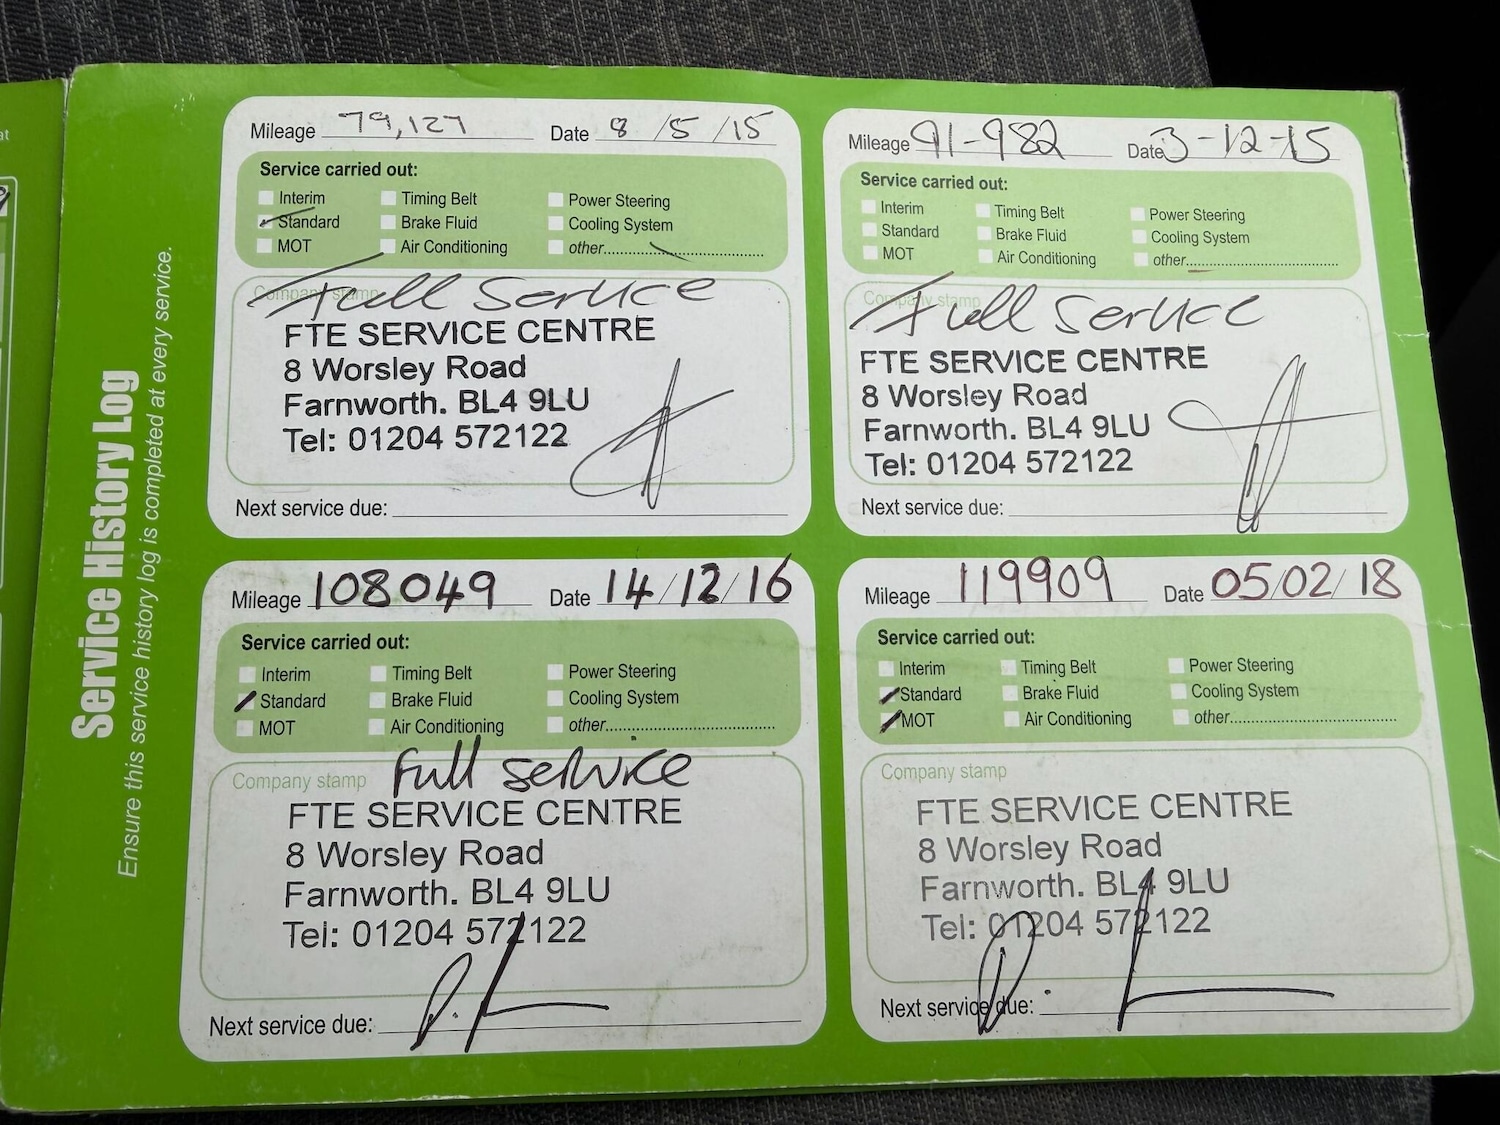 Service History Log
Ensure this service history log is completed at every service.
Mileage 79,127 Date 8/5/15
Service carried out:
Interim Timing Belt Power Steering
Standard Brake Fluid Cooling System
MOT Air Conditioning other
Company stamp
Full Service
FTE SERVICE CENTRE
8 Worsley Road
Farnworth. BL4 9LU
Tel: 01204 572122
Next service due:
Mileage 91-982 Date 3-12-15
Service carried out:
Interim Timing Belt Power Steering
Standard Brake Fluid Cooling System
MOT Air Conditioning other
Company stamp
Full Service
FTE SERVICE CENTRE
8 Worsley Road
Farnworth. BL4 9LU
Tel: 01204 572122
Next service due:
Mileage 108049 Date 14/12/16
Service carried out:
Interim Timing Belt Power Steering
Standard Brake Fluid Cooling System
MOT Air Conditioning other
Company stamp Full Service
FTE SERVICE CENTRE
8 Worsley Road
Farnworth. BL4 9LU
Tel: 01204 572122
Next service due:
Mileage 119909 Date 05/02/18
Service carried out:
Interim Timing Belt Power Steering
Standard Brake Fluid Cooling System
MOT Air Conditioning other
Company stamp
FTE SERVICE CENTRE
8 Worsley Road
Farnworth. BL4 9LU
Tel: 01204 572122
Next service due: